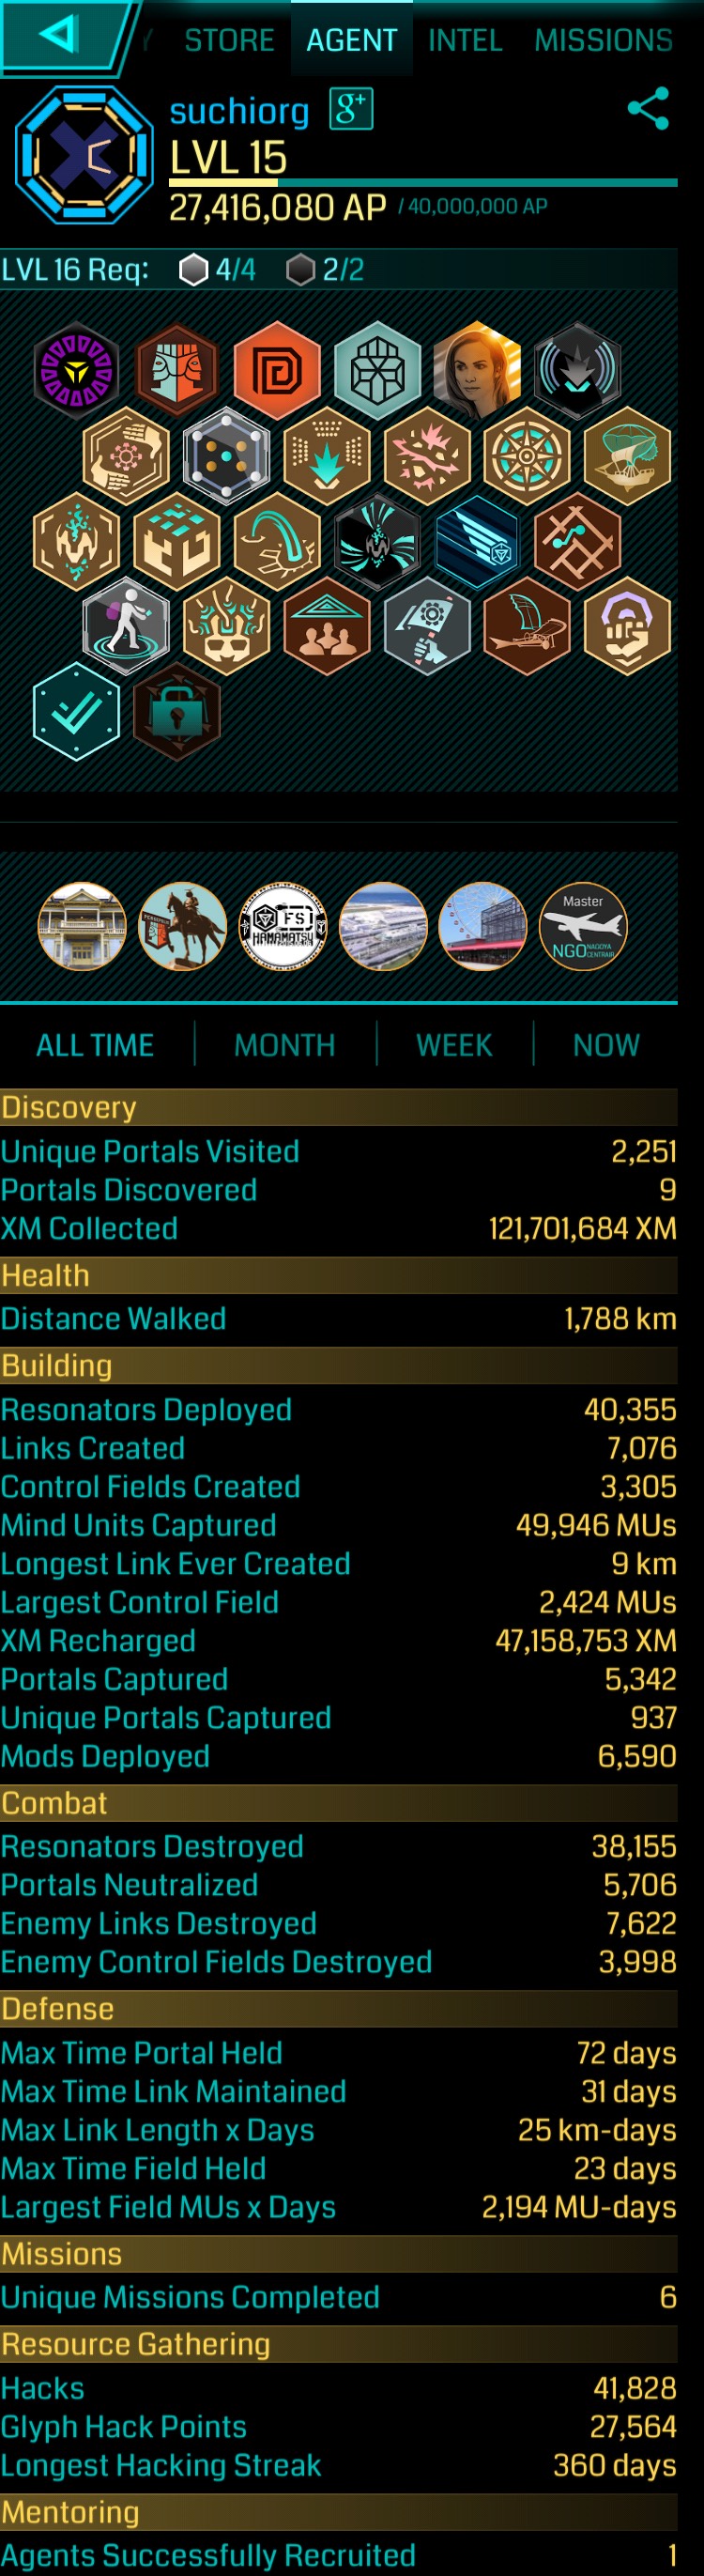 STORE AGENT INTEL MISSIONS
suchiorg g+
LVL 15
27,416,080 AP / 40,000,000 AP
LVL 16 Req: 4/4 2/2
FS
HAMAMATSU
Master
NGO NAGOYA CENTRAIR
ALL TIME MONTH WEEK NOW
Discovery
Unique Portals Visited 2,251
Portals Discovered 9
XM Collected 121,701,684 XM
Health
Distance Walked 1,788 km
Building
Resonators Deployed 40,355
Links Created 7,076
Control Fields Created 3,305
Mind Units Captured 49,946 MUs
Longest Link Ever Created 9 km
Largest Control Field 2,424 MUs
XM Recharged 47,158,753 XM
Portals Captured 5,342
Unique Portals Captured 937
Mods Deployed 6,590
Combat
Resonators Destroyed 38,155
Portals Neutralized 5,706
Enemy Links Destroyed 7,622
Enemy Control Fields Destroyed 3,998
Defense
Max Time Portal Held 72 days
Max Time Link Maintained 31 days
Max Link Length x Days 25 km-days
Max Time Field Held 23 days
Largest Field MUs x Days 2,194 MU-days
Missions
Unique Missions Completed 6
Resource Gathering
Hacks 41,828
Glyph Hack Points 27,564
Longest Hacking Streak 360 days
Mentoring
Agents Successfully Recruited 1